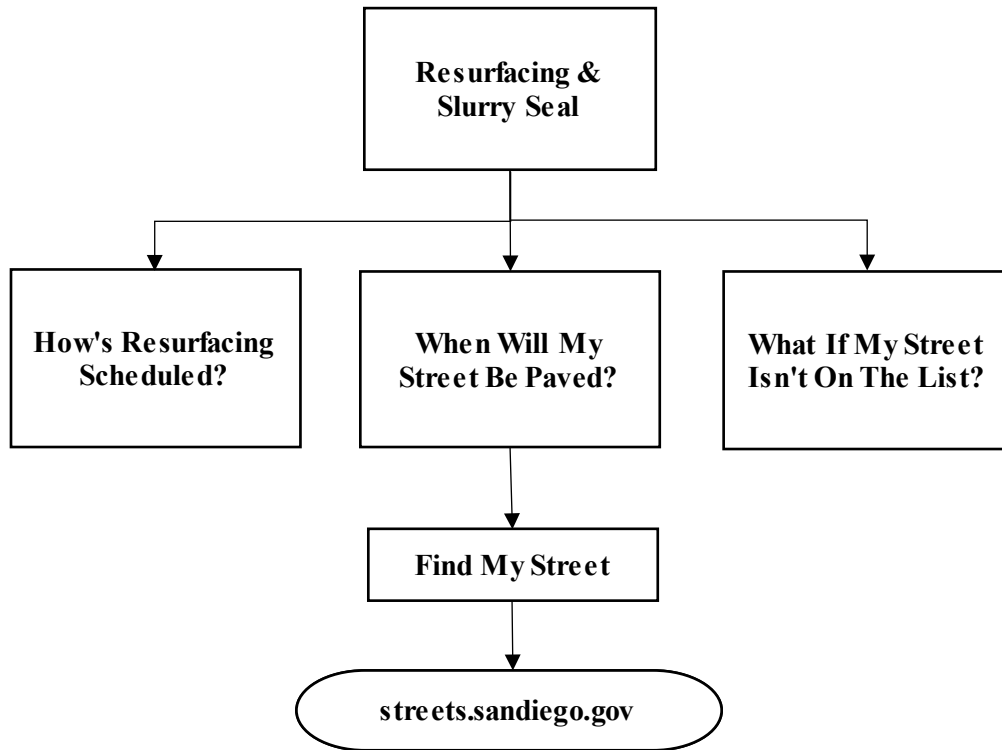 Resurfacing &
Slurry Seal
How's Resurfacing
Scheduled?
When Will My
Street Be Paved?
What If My Street
Isn't On The List?
Find My Street
streets.sandiego.gov